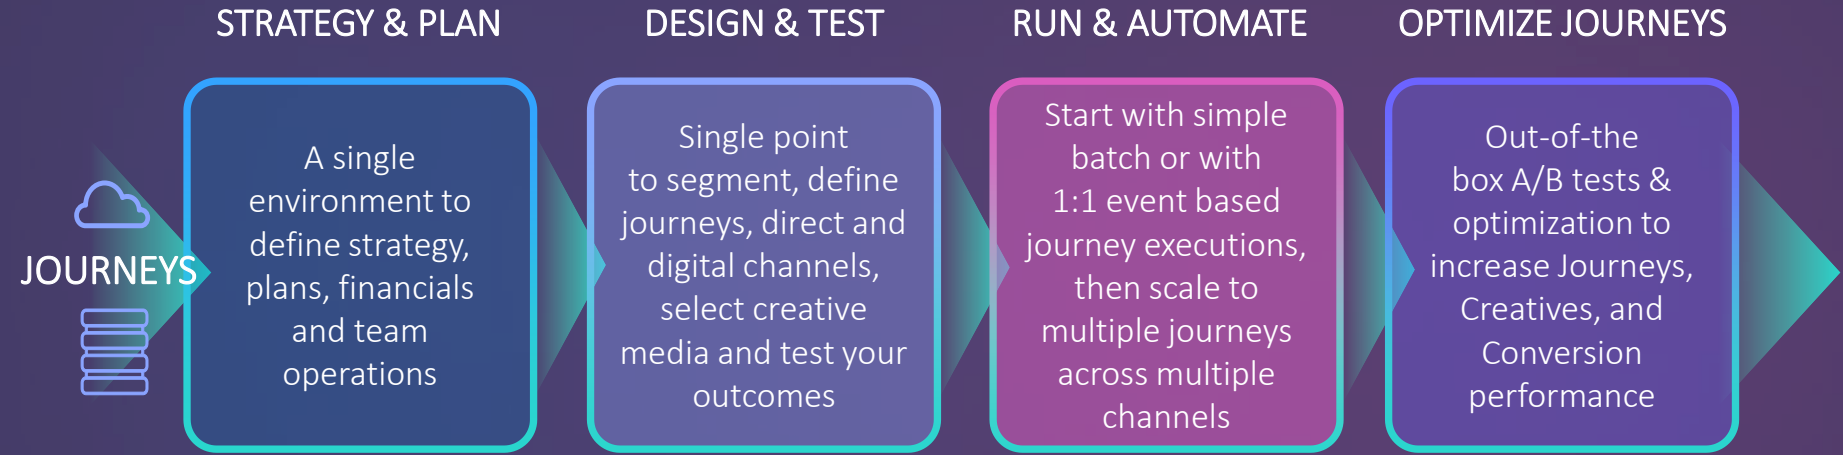 STRATEGY & PLAN
DESIGN & TEST
RUN & AUTOMATE
OPTIMIZE JOURNEYS
JOURNEYS
A single
environment to
define strategy,
plans, financials
and team
operations
Single point
to segment, define
journeys, direct and
digital channels,
select creative
media and test your
outcomes
Start with simple
batch or with
1:1 event based
journey executions,
then scale to
multiple journeys
across multiple
channels
Out-of-the
box A/B tests &
optimization to
increase Journeys,
Creatives, and
Conversion
performance